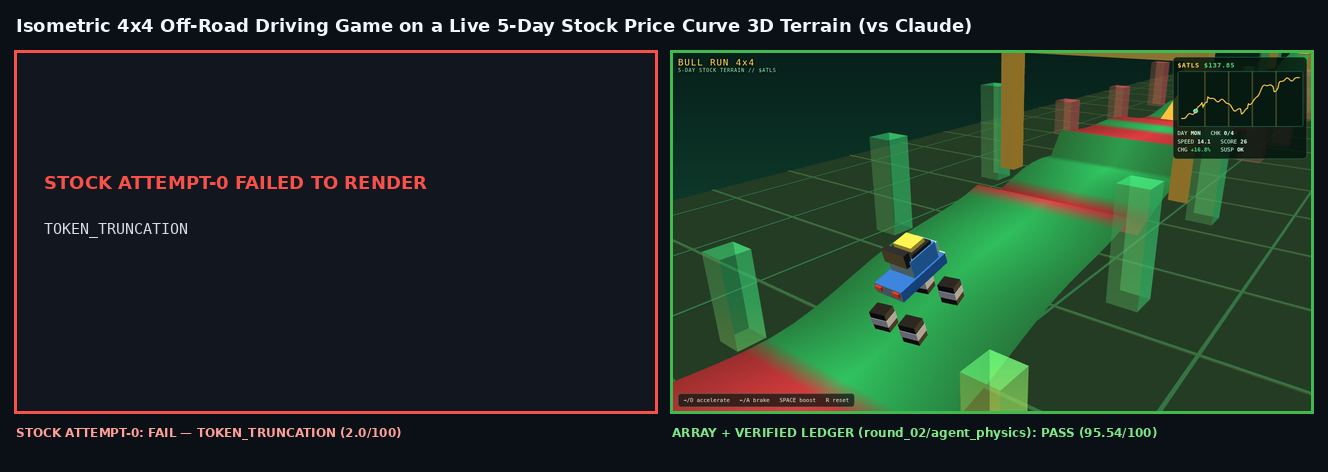 Isometric 4x4 Off-Road Driving Game on a Live 5-Day Stock Price Curve 3D Terrain (vs Claude)
STOCK ATTEMPT-0 FAILED TO RENDER
TOKEN_TRUNCATION
STOCK ATTEMPT-0: FAIL — TOKEN_TRUNCATION (2.0/100)
BULL RUN 4x4
5-DAY STOCK TERRAIN // $ATLS
$ATLS $137.85
DAY MON CHK 0/4
SPEED 14.1 SCORE 26
CHG +16.8% SUSP OK
→/D accelerate ←/A brake SPACE boost R reset
ARRAY + VERIFIED LEDGER (round_02/agent_physics): PASS (95.54/100)